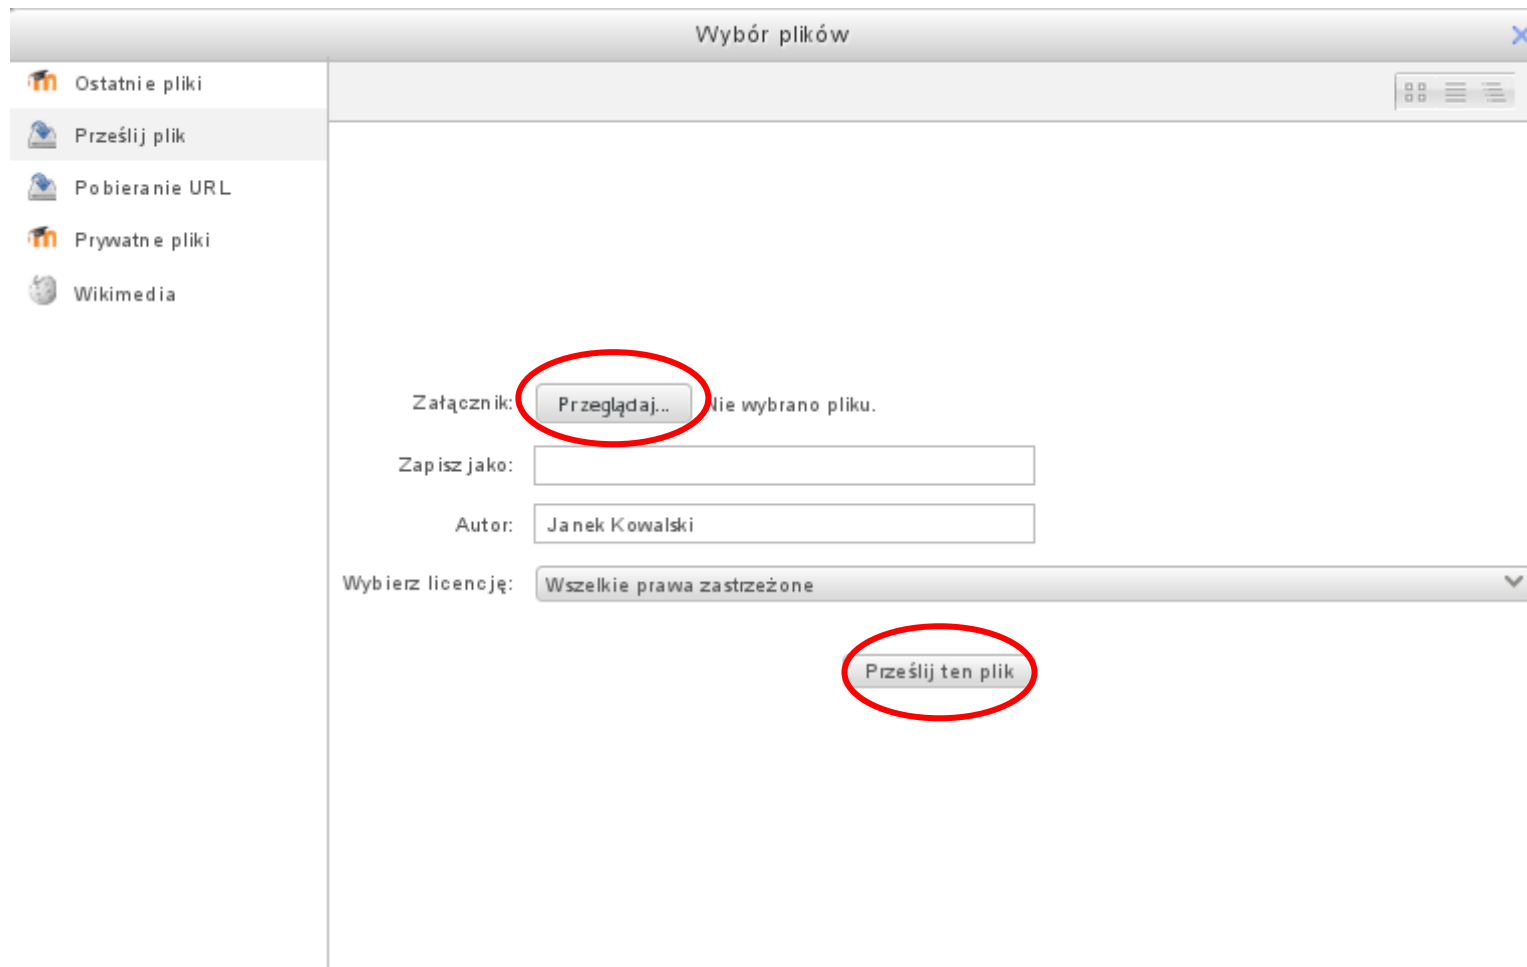 Wybór plików
Ostatnie pliki
Prześlij plik
Pobieranie URL
Prywatne pliki
Wikimedia
Załącznik: Przeglądaj... Nie wybrano pliku.
Zapisz jako:
Autor: Janek Kowalski
Wybierz licencję: Wszelkie prawa zastrzeżone
Prześlij ten plik